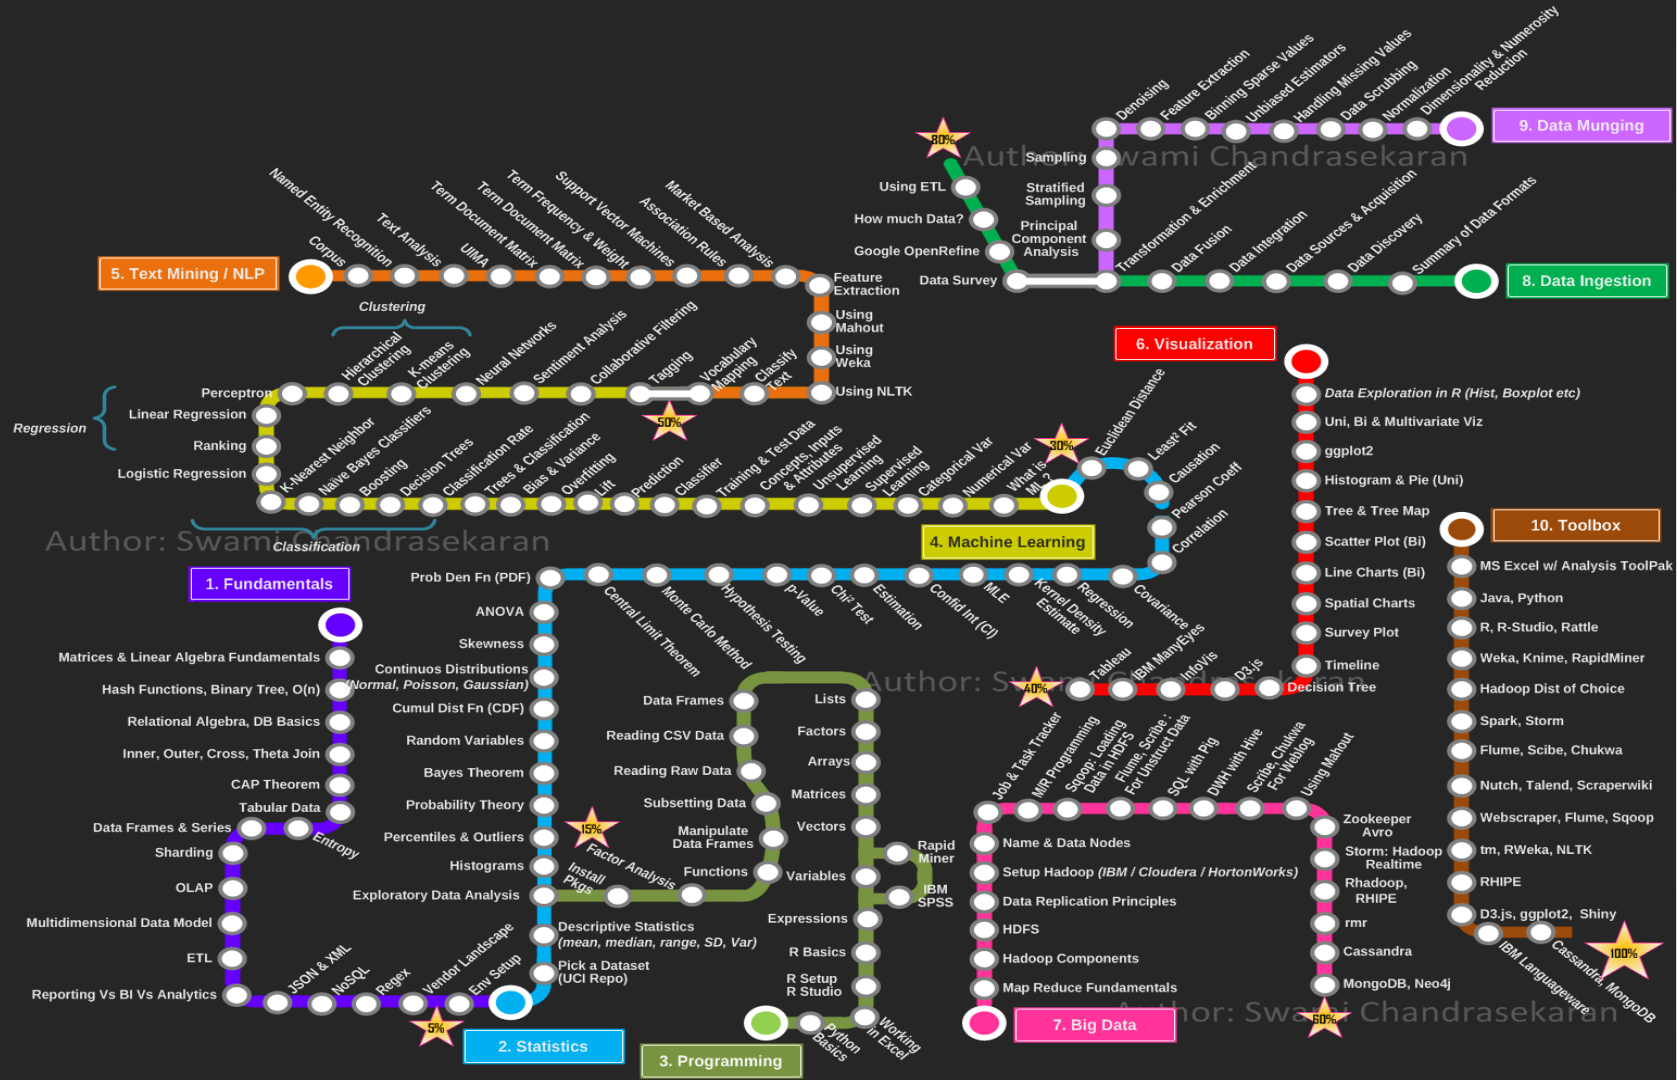 9. Data Munging
Denoising
Feature Extraction
Binning Sparse Values
Unbiased Estimators
Handling Missing Values
Data Scrubbing
Normalization
Dimensionality & Numerosity
Reduction
Sampling
Stratified
Sampling
Principal
Component
Analysis
Author: Swami Chandrasekaran
80%
Using ETL
How much Data?
Google OpenRefine
Data Survey
Transformation & Enrichment
Data Fusion
Data Integration
Data Sources & Acquisition
Data Discovery
Summary of Data Formats
8. Data Ingestion
5. Text Mining / NLP
Corpus
Named Entity Recognition
Text Analysis
UIMA
Term Document Matrix
Term Document Matrix
Term Frequency & Weight
Support Vector Machines
Association Rules
Market Based Analysis
Feature
Extraction
Using
Mahout
Using
Weka
Using NLTK
Classify
Text
Vocabulary
Mapping
50%
Tagging
Collaborative Filtering
Sentiment Analysis
Neural Networks
K-means
Clustering
Hierarchical
Clustering
Clustering
Perceptron
Linear Regression
Regression
Ranking
Logistic Regression
K-Nearest Neighbor
Naïve Bayes Classifiers
Boosting
Decision Trees
Classification Rate
Trees & Classification
Bias & Variance
Overfitting
Lift
Prediction
Classifier
Training & Test Data
Concepts, Inputs
& Attributes
Unsupervised
Learning
Supervised
Learning
Categorical Var
Numerical Var
What is
ML?
Classification
Author: Swami Chandrasekaran
4. Machine Learning
30%
Euclidean Distance
Least² Fit
Causation
Pearson Coeff
Correlation
Covariance
Regression
Kernel Density
Estimate
MLE
Confid Int (CI)
Estimation
Chi² Test
p-Value
Hypothesis Testing
Monte Carlo Method
Central Limit Theorem
Prob Den Fn (PDF)
ANOVA
Skewness
Continuos Distributions
(Normal, Poisson, Gaussian)
Cumul Dist Fn (CDF)
Random Variables
Bayes Theorem
Probability Theory
Percentiles & Outliers
Histograms
Exploratory Data Analysis
Descriptive Statistics
(mean, median, range, SD, Var)
Pick a Dataset
(UCI Repo)
2. Statistics
1. Fundamentals
Matrices & Linear Algebra Fundamentals
Hash Functions, Binary Tree, O(n)
Relational Algebra, DB Basics
Inner, Outer, Cross, Theta Join
CAP Theorem
Tabular Data
Entropy
Data Frames & Series
Sharding
OLAP
Multidimensional Data Model
ETL
Reporting Vs BI Vs Analytics
JSON & XML
NoSQL
Regex
Vendor Landscape
Env Setup
5%
3. Programming
Python
Basics
Working
in Excel
R Setup
R Studio
R Basics
Expressions
Variables
IBM
SPSS
Rapid
Miner
Vectors
Matrices
Arrays
Factors
Lists
Data Frames
Reading CSV Data
Reading Raw Data
Subsetting Data
Manipulate
Data Frames
Functions
Factor Analysis
Install
Pkgs
15%
6. Visualization
Data Exploration in R (Hist, Boxplot etc)
Uni, Bi & Multivariate Viz
ggplot2
Histogram & Pie (Uni)
Tree & Tree Map
Scatter Plot (Bi)
Line Charts (Bi)
Spatial Charts
Survey Plot
Timeline
Decision Tree
D3.js
InfoVis
IBM ManyEyes
Tableau
40%
Author: Swami Chandrasekaran
7. Big Data
Map Reduce Fundamentals
Hadoop Components
HDFS
Data Replication Principles
Setup Hadoop (IBM / Cloudera / HortonWorks)
Name & Data Nodes
Job & Task Tracker
M/R Programming
Sqoop: Loading
Data in HDFS
Flume, Scribe :
For Unstruct Data
SQL with Pig
DWH with Hive
Scribe, Chukwa
For Weblog
Using Mahout
Zookeeper
Avro
Storm: Hadoop
Realtime
Rhadoop,
RHIPE
rmr
Cassandra
MongoDB, Neo4j
60%
Author: Swami Chandrasekaran
10. Toolbox
MS Excel w/ Analysis ToolPak
Java, Python
R, R-Studio, Rattle
Weka, Knime, RapidMiner
Hadoop Dist of Choice
Spark, Storm
Flume, Scibe, Chukwa
Nutch, Talend, Scraperwiki
Webscraper, Flume, Sqoop
tm, RWeka, NLTK
RHIPE
D3.js, ggplot2, Shiny
IBM Languageware
Cassandra, MongoDB
100%